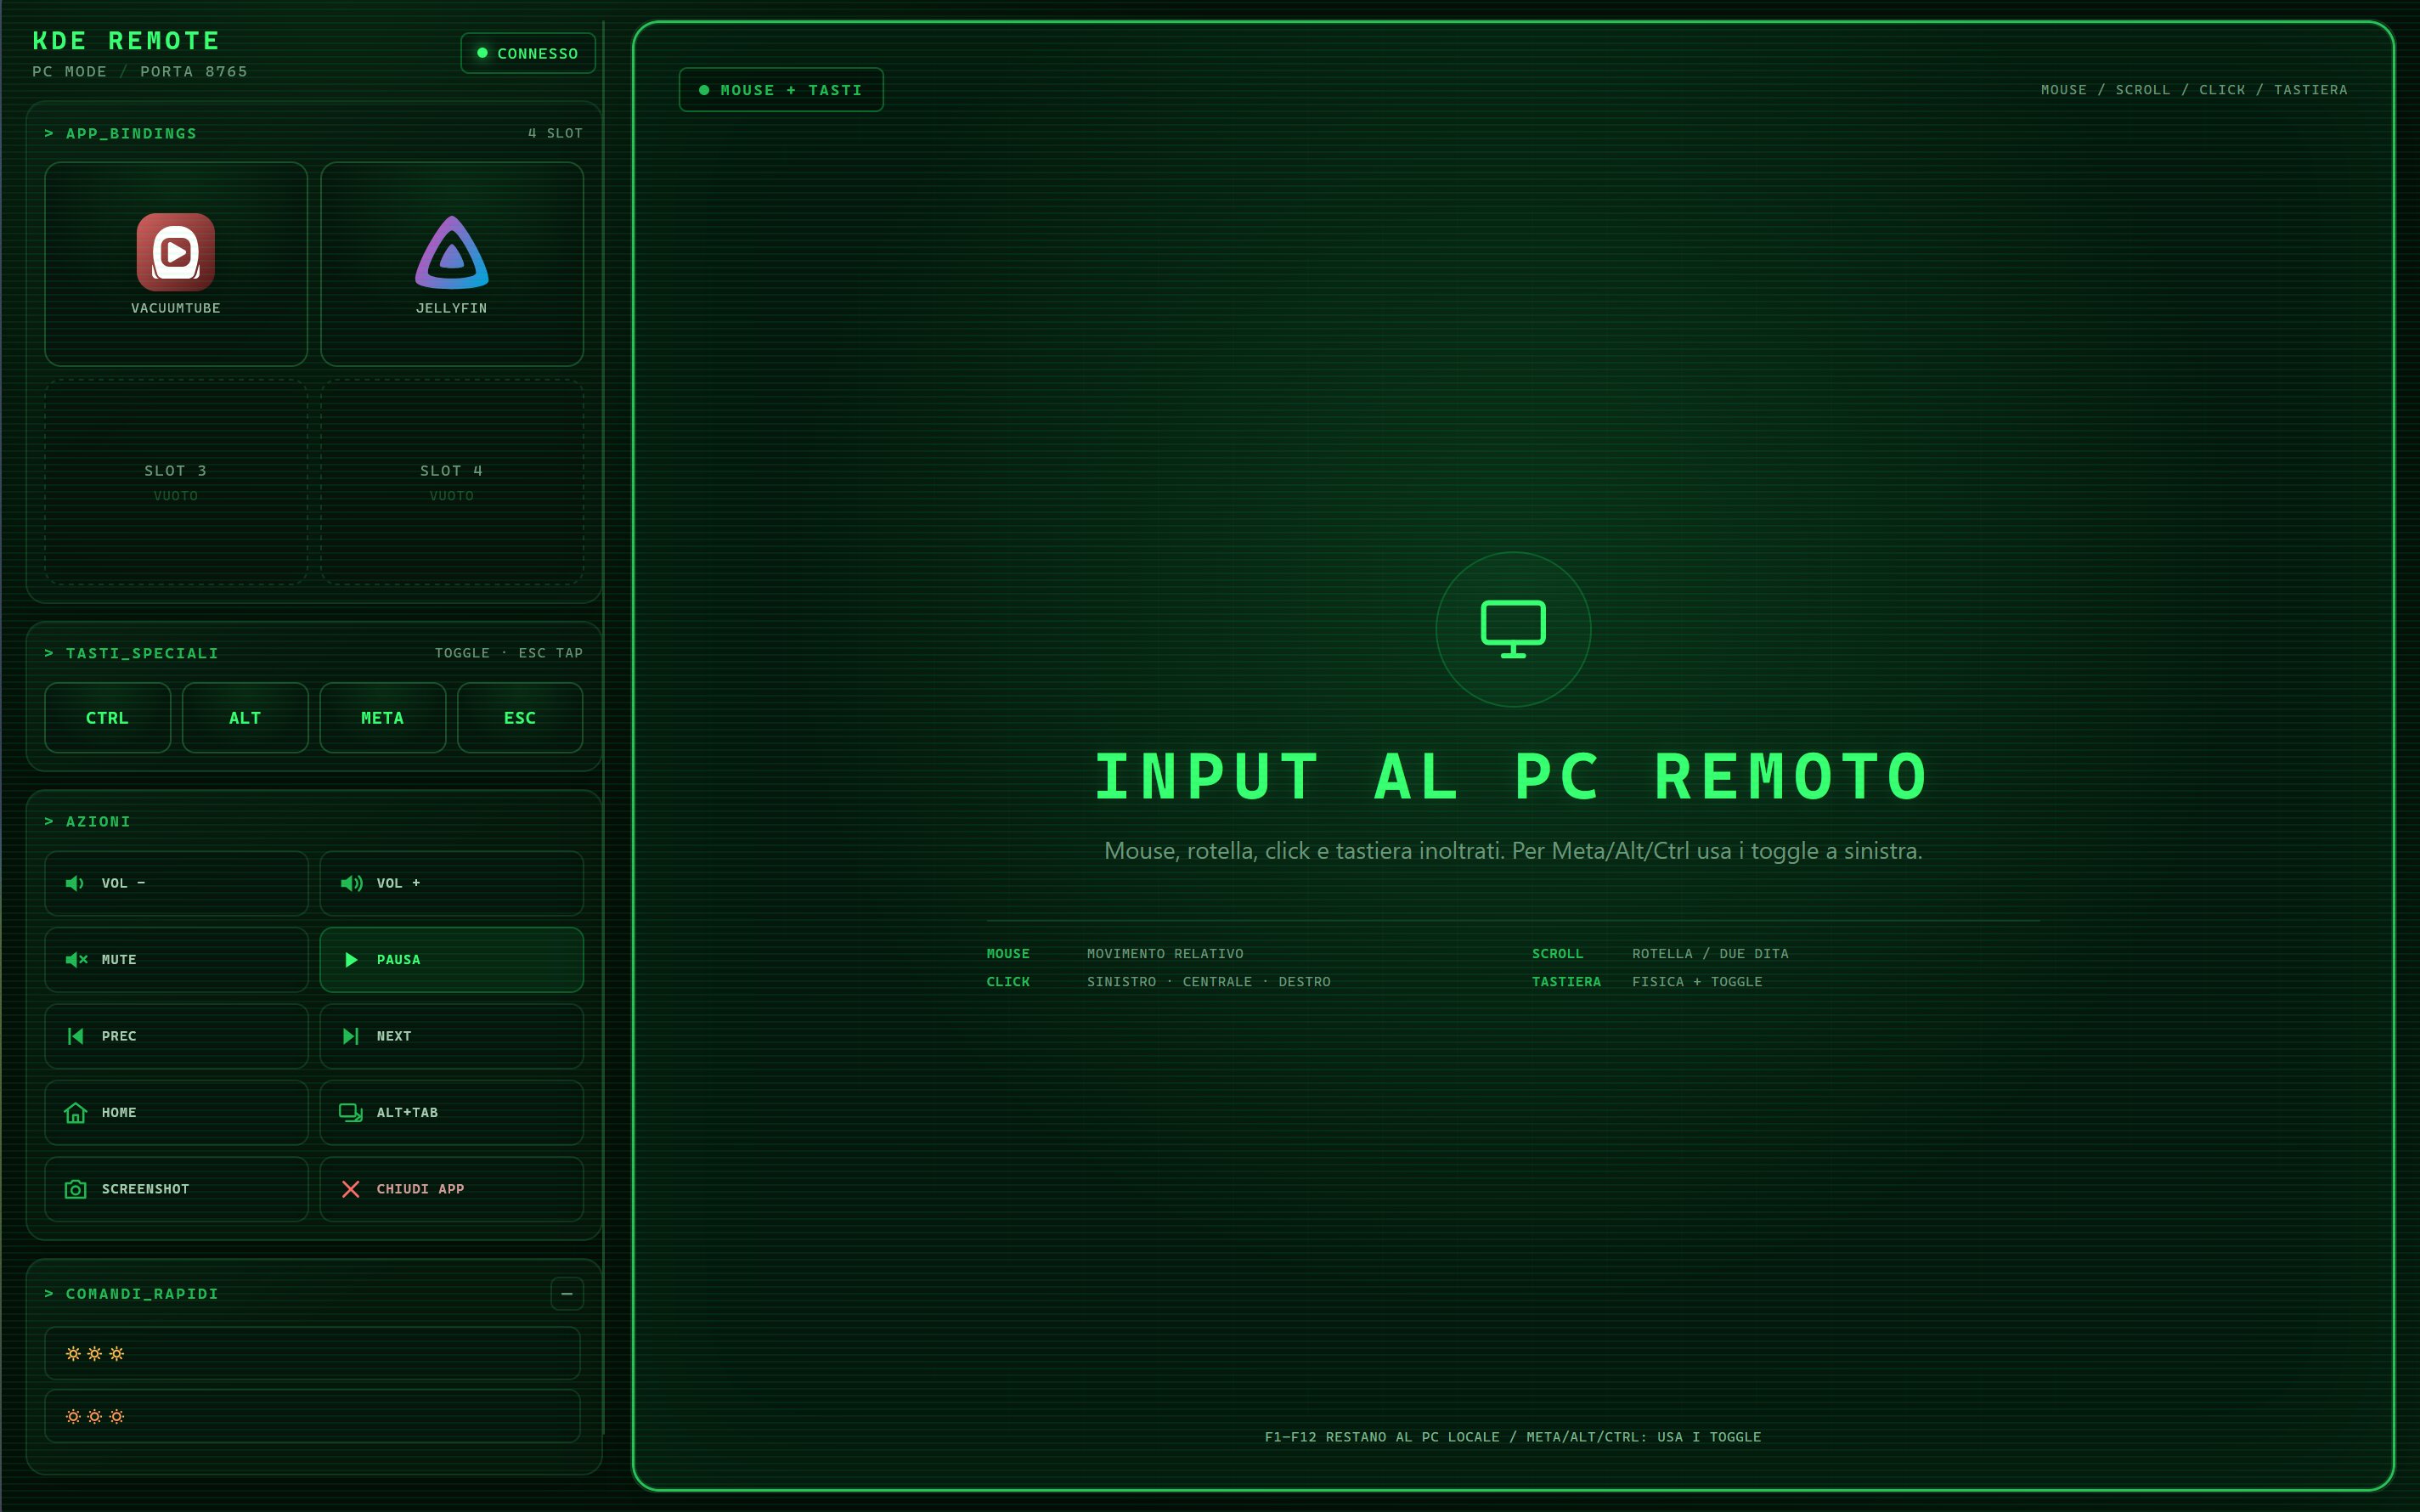 KDE REMOTE
PC MODE / PORTA 8765
CONNESSO
> APP_BINDINGS
4 SLOT
VACUUMTUBE
JELLYFIN
SLOT 3
VUOTO
SLOT 4
VUOTO
> TASTI_SPECIALI
TOGGLE · ESC TAP
CTRL
ALT
META
ESC
> AZIONI
VOL −
VOL +
MUTE
PAUSA
PREC
NEXT
HOME
ALT+TAB
SCREENSHOT
CHIUDI APP
> COMANDI_RAPIDI
MOUSE + TASTI
MOUSE / SCROLL / CLICK / TASTIERA
INPUT AL PC REMOTO
Mouse, rotella, click e tastiera inoltrati. Per Meta/Alt/Ctrl usa i toggle a sinistra.
MOUSE MOVIMENTO RELATIVO
SCROLL ROTELLA / DUE DITA
CLICK SINISTRO · CENTRALE · DESTRO
TASTIERA FISICA + TOGGLE
F1–F12 RESTANO AL PC LOCALE / META/ALT/CTRL: USA I TOGGLE